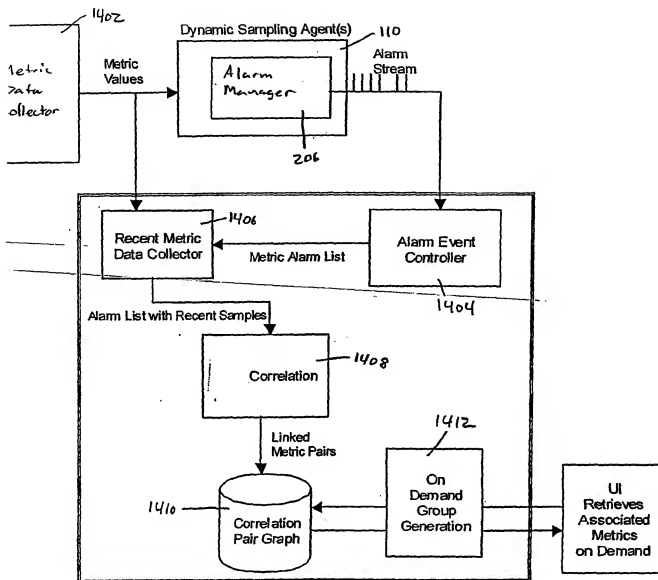 1402
Dynamic Sampling Agent(s)
110
Metric
Values
Data
Alarm
Manager
206
Alarm
Stream
1406
Recent Metric
Data Collector
Metric Alarm List
Alarm Event
Controller
1404
Alarm List with Recent Samples
Correlation
1408
Linked
Metric Pairs
1410
Correlation
Pair Graph
1412
On
Demand
Group
Generation
UI
Retrieves
Associated
Metrics
on Demand